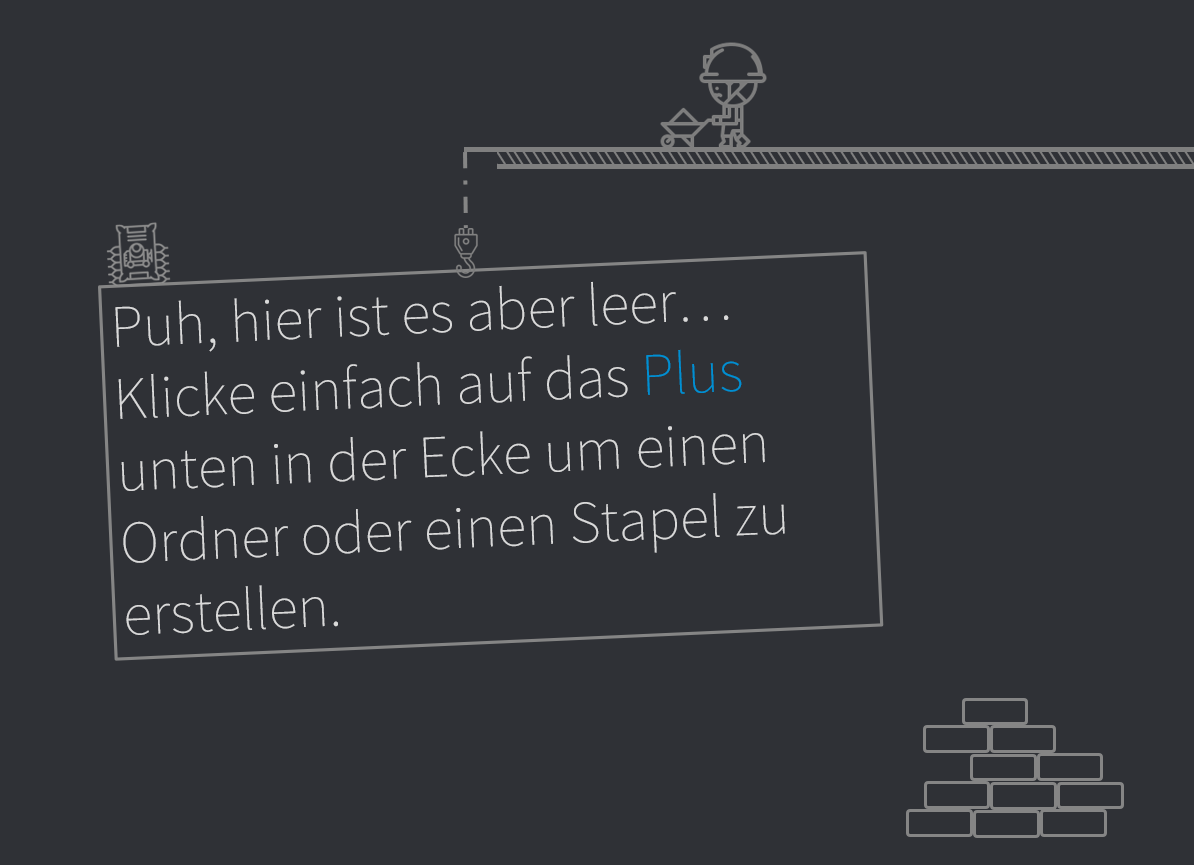 Puh, hier ist es aber leer…
Klicke einfach auf das Plus
unten in der Ecke um einen
Ordner oder einen Stapel zu
erstellen.